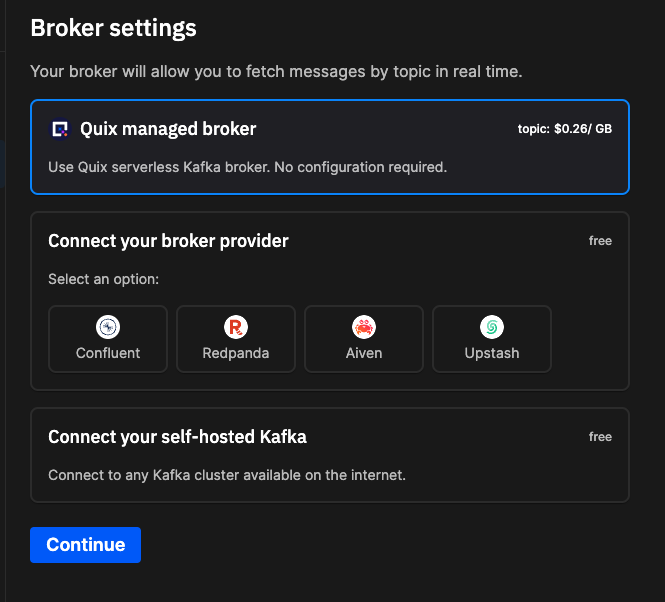 Broker settings
Your broker will allow you to fetch messages by topic in real time.
Quix managed broker
topic: $0.26/ GB
Use Quix serverless Kafka broker. No configuration required.
Connect your broker provider
free
Select an option:
Confluent
Redpanda
Aiven
Upstash
Connect your self-hosted Kafka
free
Connect to any Kafka cluster available on the internet.
Continue